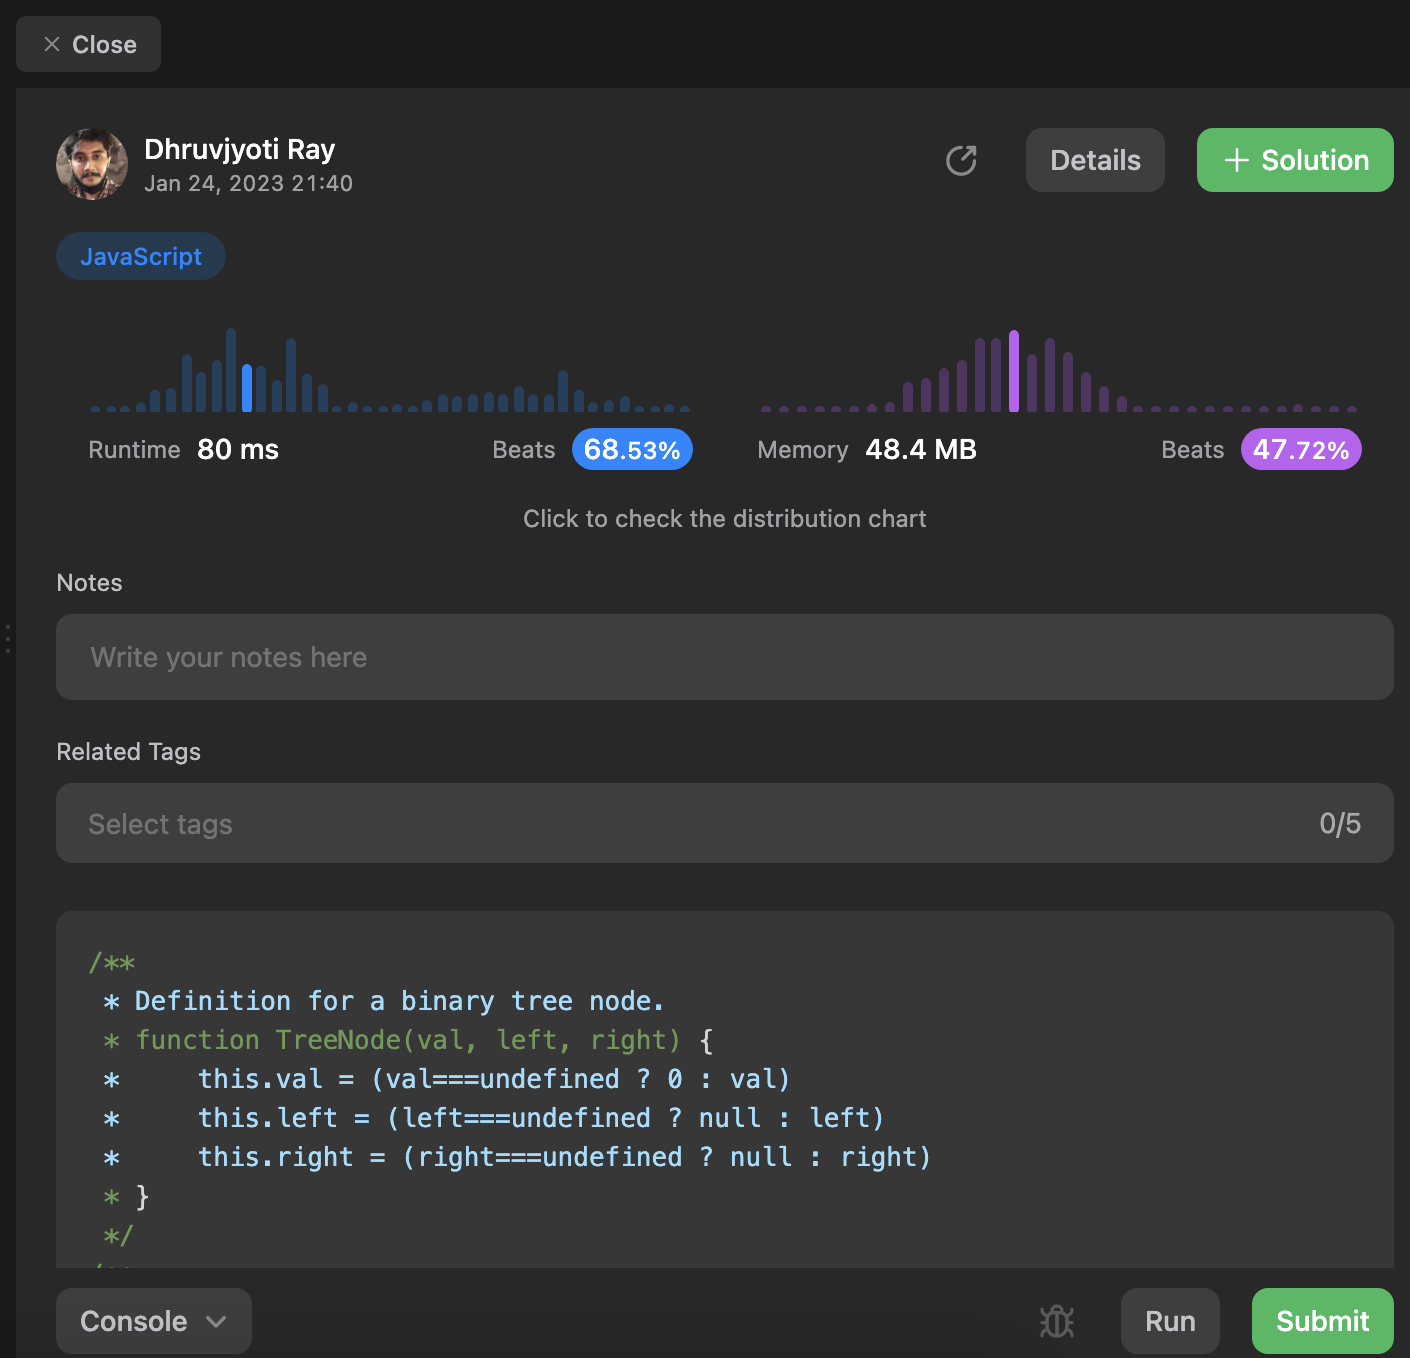 Close
Dhruvjyoti Ray
Jan 24, 2023 21:40
Details
+ Solution
JavaScript
Runtime 80 ms Beats 68.53%
Memory 48.4 MB Beats 47.72%
Click to check the distribution chart
Notes
Write your notes here
Related Tags
Select tags 0/5
/**
 * Definition for a binary tree node.
 * function TreeNode(val, left, right) {
 *     this.val = (val===undefined ? 0 : val)
 *     this.left = (left===undefined ? null : left)
 *     this.right = (right===undefined ? null : right)
 * }
 */
Console
Run
Submit